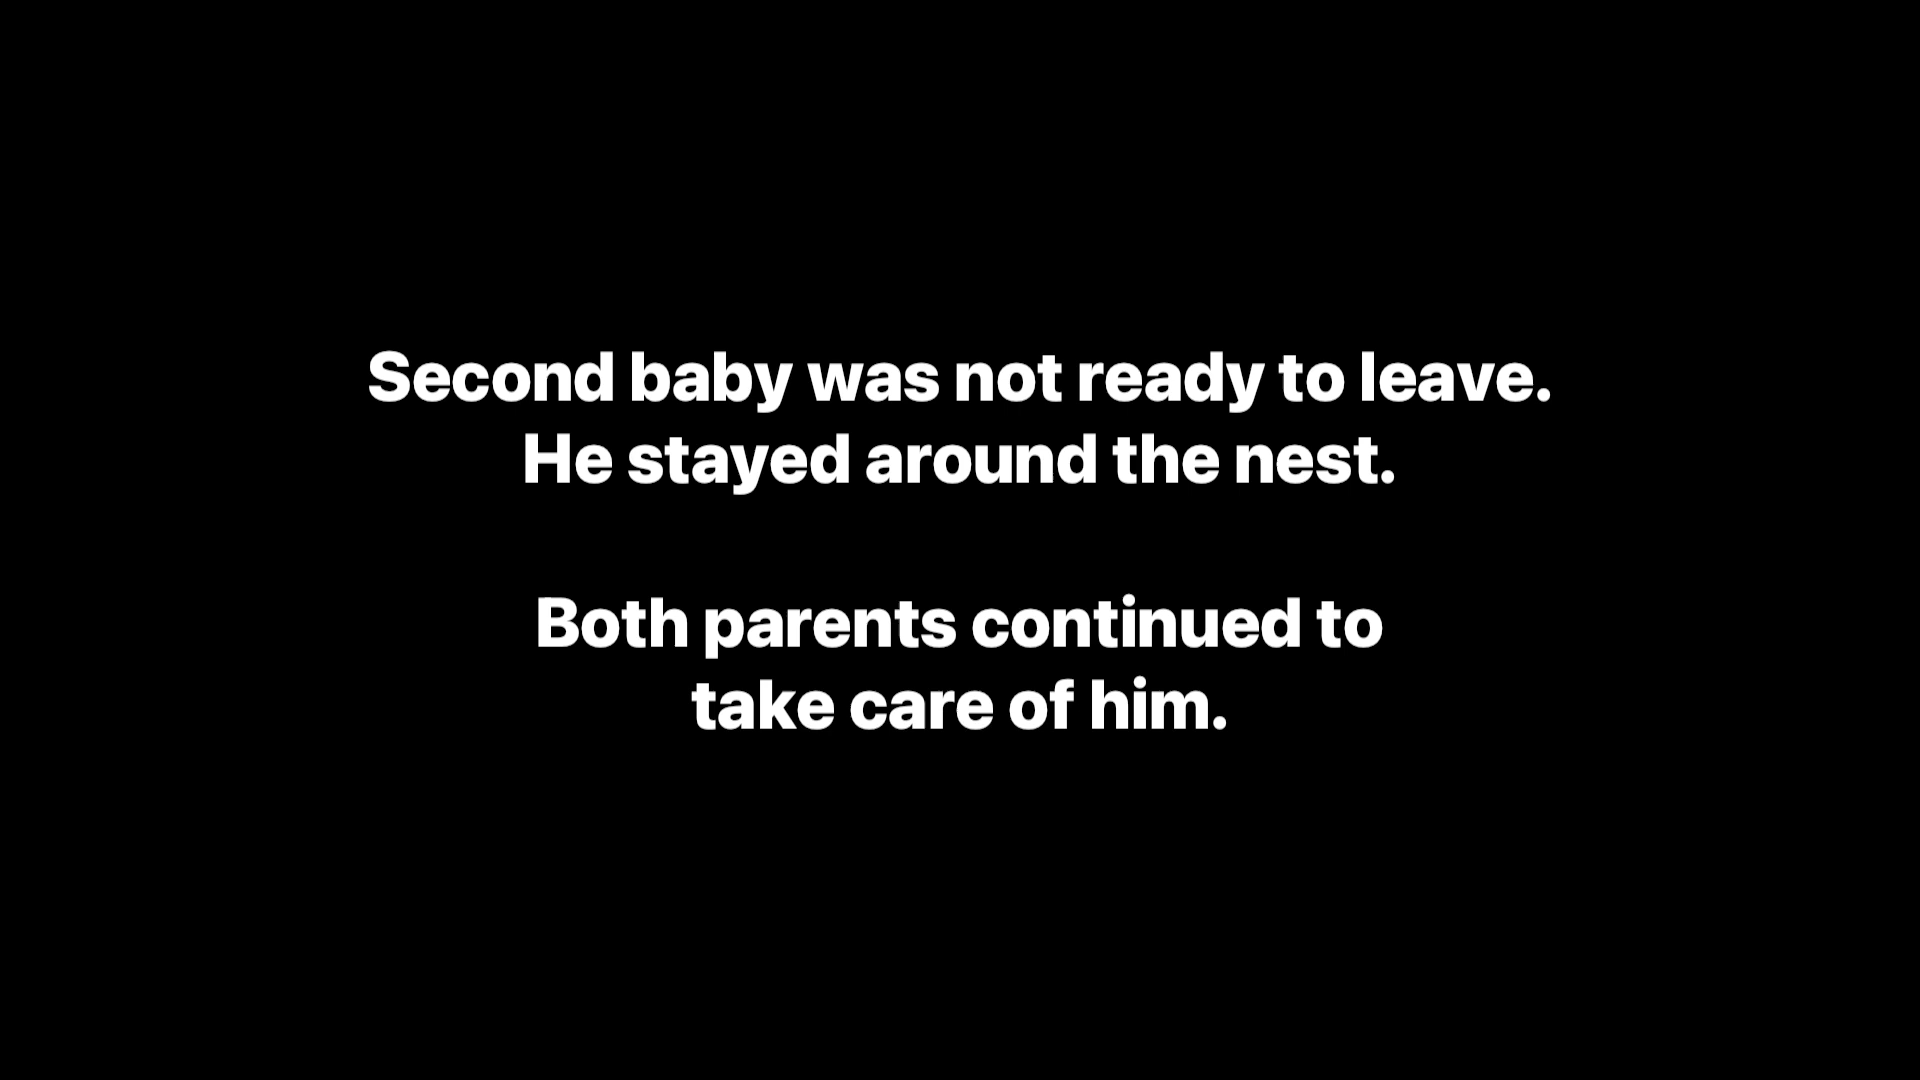 Second baby was not ready to leave.
He stayed around the nest.
Both parents continued to
take care of him.